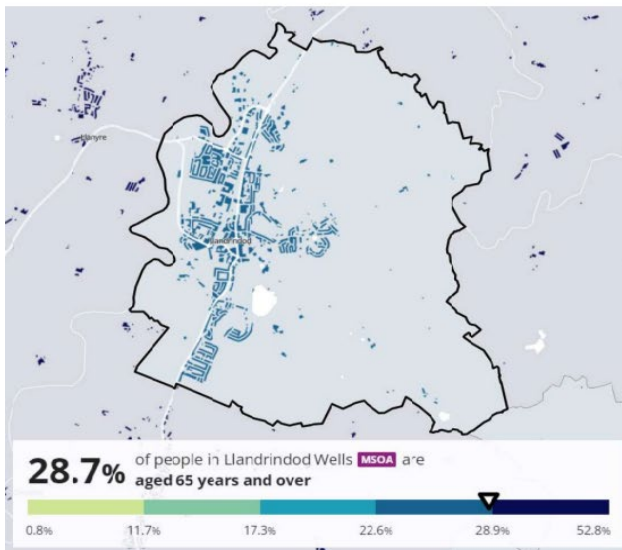 Llanyre
Llandrindod
28.7% of people in Llandrindod Wells MSOA are
aged 65 years and over
0.8% 11.7% 17.3% 22.6% 28.9% 52.8%